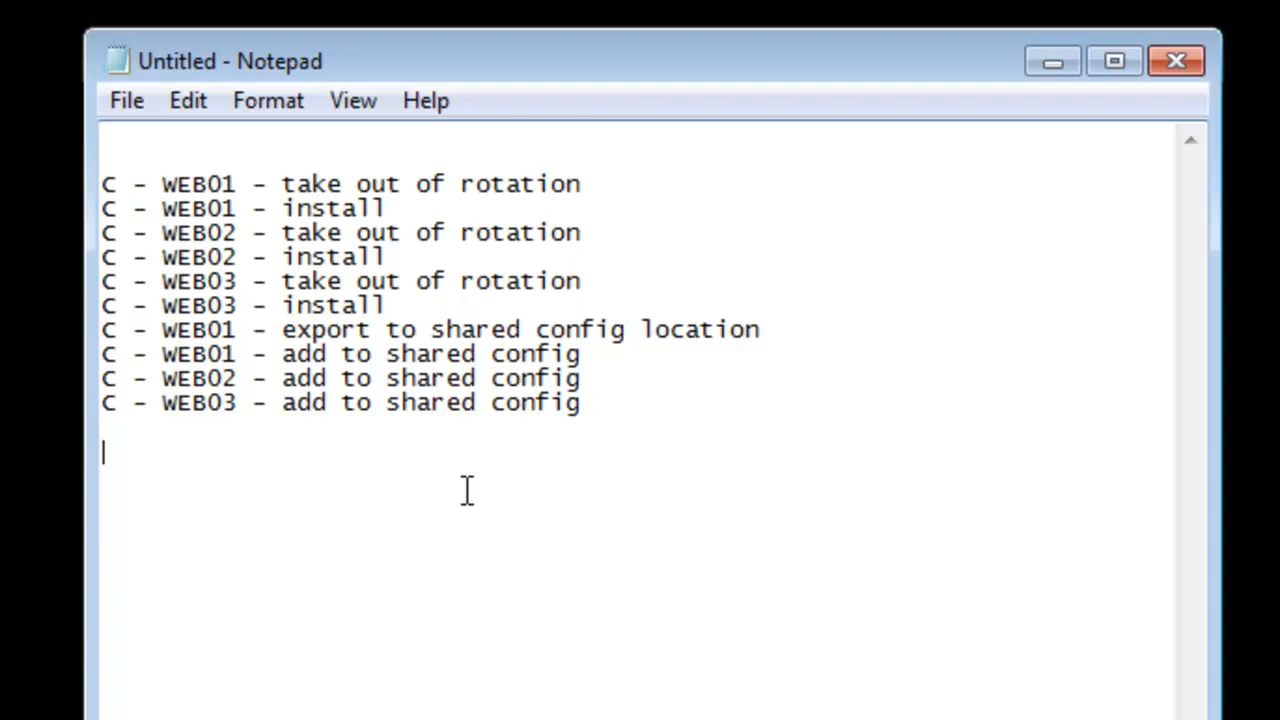 Untitled - Notepad
File Edit Format View Help
C - WEB01 - take out of rotation
C - WEB01 - install
C - WEB02 - take out of rotation
C - WEB02 - install
C - WEB03 - take out of rotation
C - WEB03 - install
C - WEB01 - export to shared config location
C - WEB01 - add to shared config
C - WEB02 - add to shared config
C - WEB03 - add to shared config